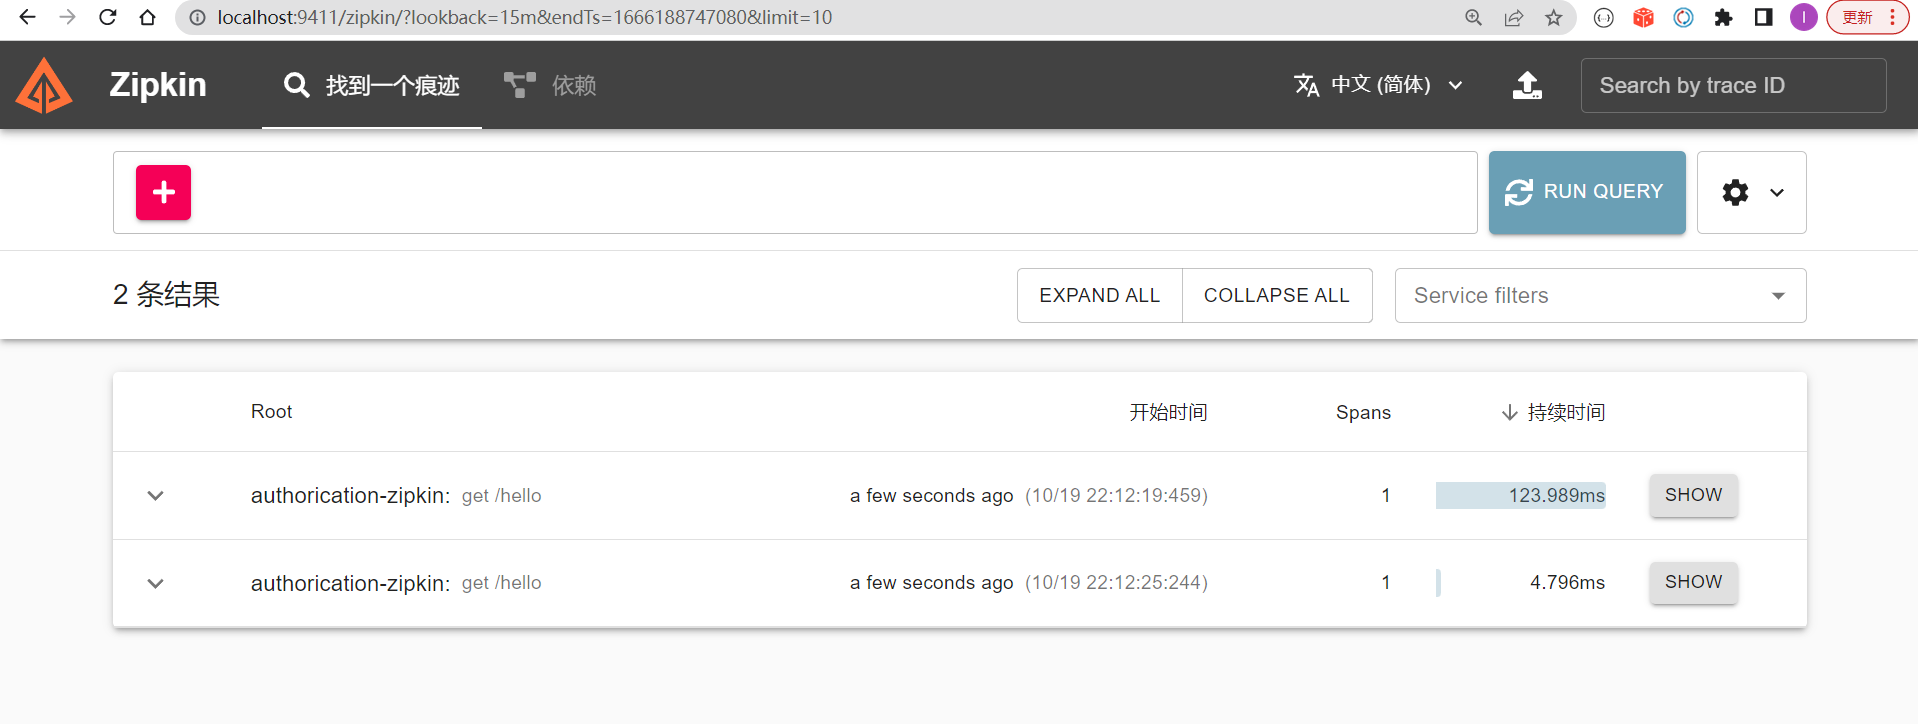 localhost:9411/zipkin/?lookback=15m&endTs=1666188747080&limit=10
I
更新
Zipkin
找到一个痕迹
依赖
中文 (简体)
Search by trace ID
RUN QUERY
2 条结果
EXPAND ALL
COLLAPSE ALL
Service filters
Root 开始时间 Spans 持续时间
authorication-zipkin: get /hello a few seconds ago (10/19 22:12:19:459) 1 123.989ms SHOW
authorication-zipkin: get /hello a few seconds ago (10/19 22:12:25:244) 1 4.796ms SHOW